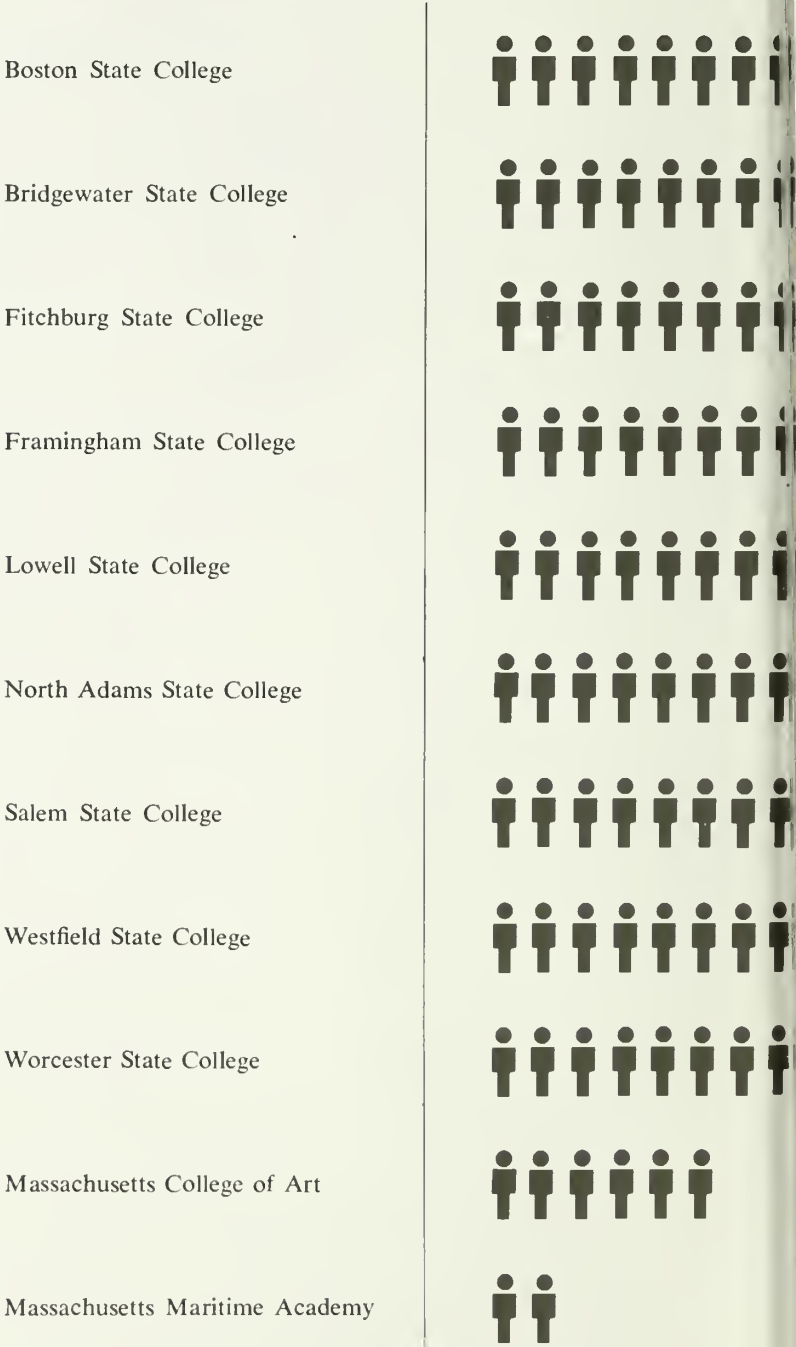 Boston State College
Bridgewater State College
Fitchburg State College
Framingham State College
Lowell State College
North Adams State College
Salem State College
Westfield State College
Worcester State College
Massachusetts College of Art
Massachusetts Maritime Academy